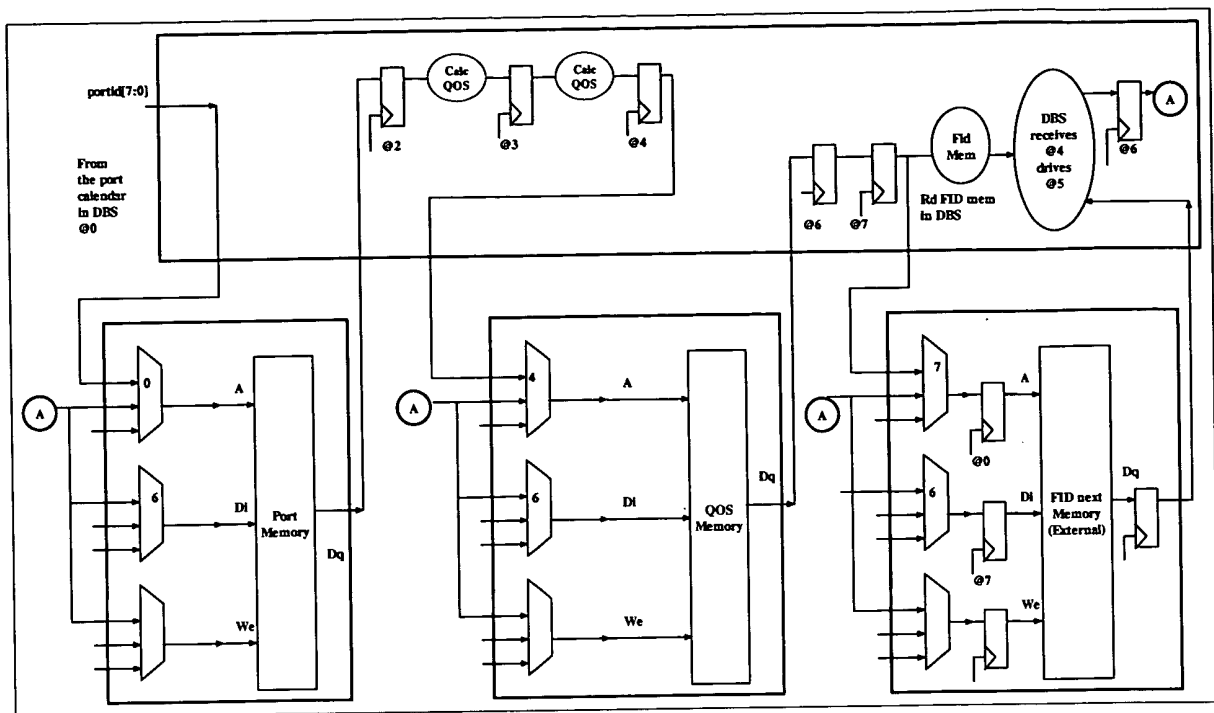 portid[7:0]
From
the port
calendar
in DBS
@0
@2
Calc
QOS
@3
Calc
QOS
@4
@6
@7
Fid
Mem
Rd FID mem
in DBS
DBS
receives
@4
drives
@5
@6
A
A
0
A
6
Di
We
Port
Memory
Dq
A
4
A
6
Di
We
QOS
Memory
Dq
A
7
A
@0
6
Di
@7
We
FID next
Memory
(External)
Dq